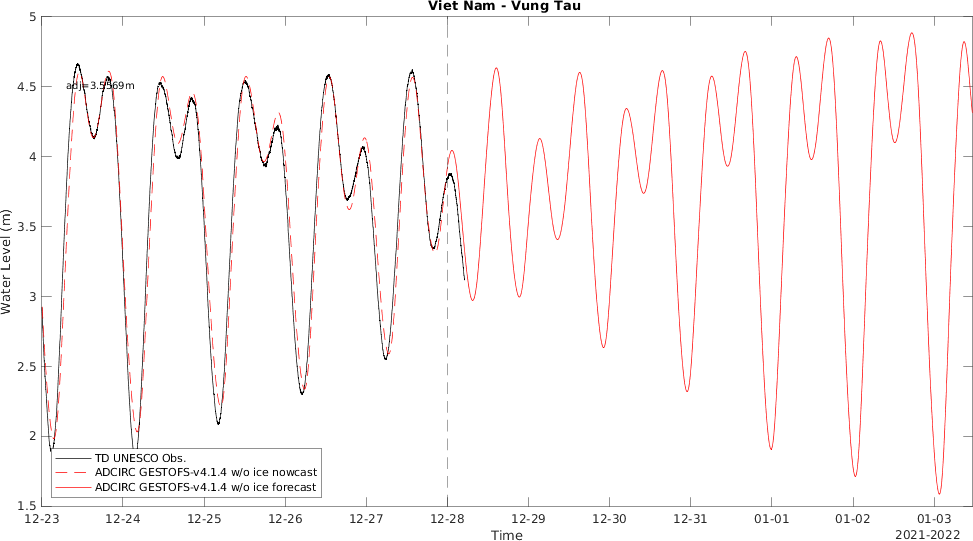 Viet Nam - Vung Tau
5
4.5
4
3.5
3
2.5
2
1.5
Water Level (m)
adj=3.5569m
TD UNESCO Obs.
ADCIRC GESTOFS-v4.1.4 w/o ice nowcast
ADCIRC GESTOFS-v4.1.4 w/o ice forecast
12-23 12-24 12-25 12-26 12-27 12-28 12-29 12-30 12-31 01-01 01-02 01-03
2021-2022
Time